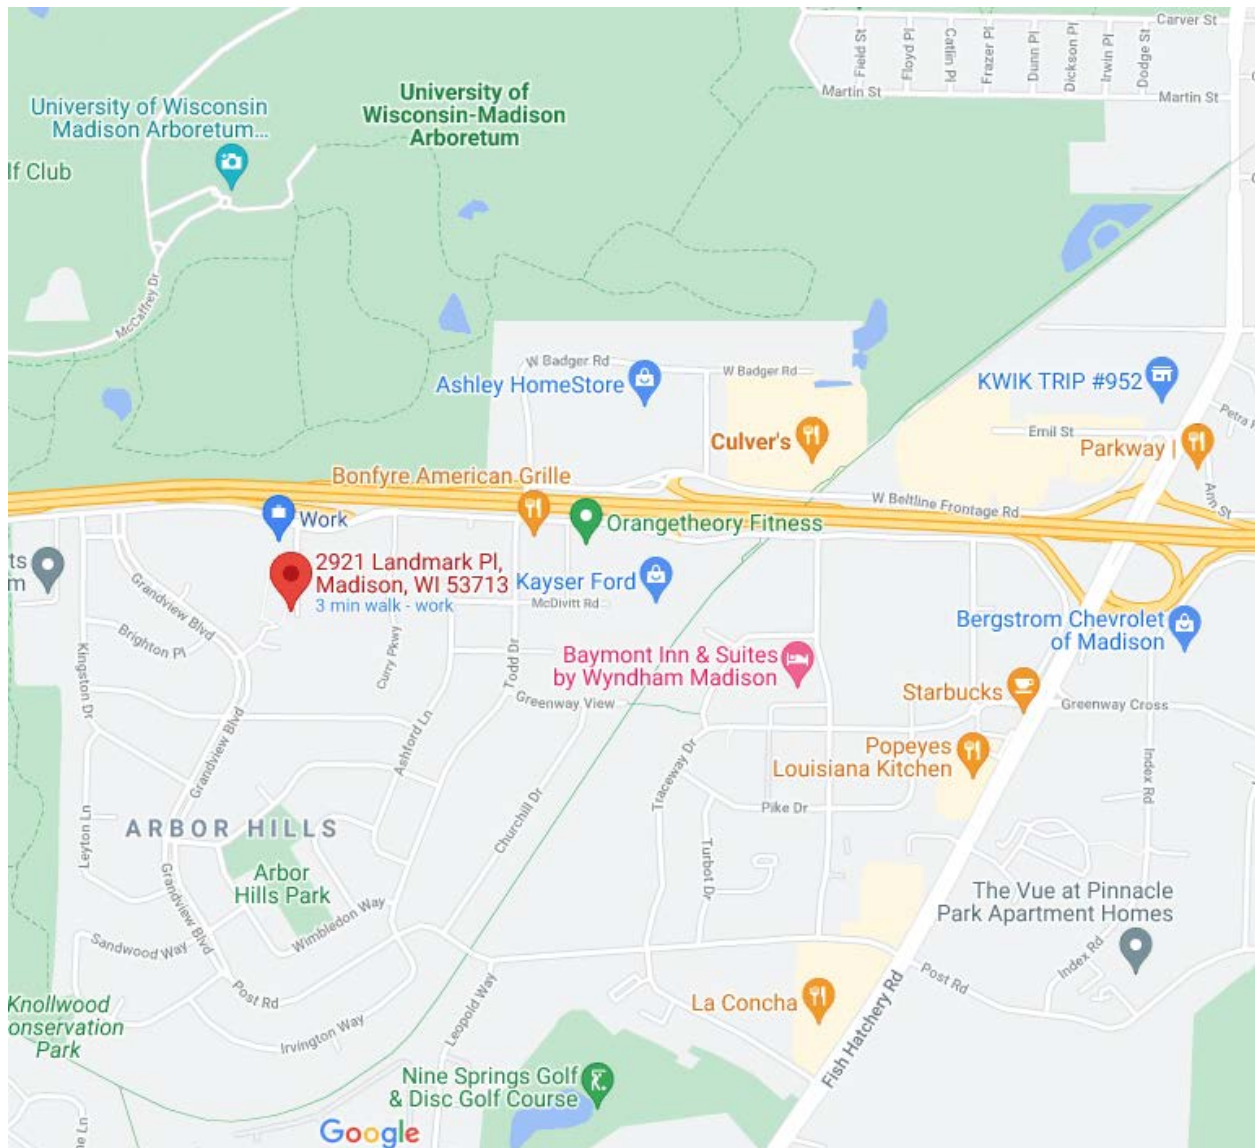 Carver St
Field St
Floyd Pl
Catlin Pl
Frazer Pl
Dunn Pl
Dickson Pl
Irwin Pl
Dodge St
Martin St
Martin St
University of Wisconsin
Madison Arboretum...
University of
Wisconsin-Madison
Arboretum
lf Club
McCaffrey Dr
W Badger Rd
W Badger Rd
Ashley HomeStore
KWIK TRIP #952
Culver's
Emil St
Parkway
Ann St
Bonfyre American Grille
W Beltline Frontage Rd
Work
Orangetheory Fitness
ts
m
2921 Landmark Pl,
Madison, WI 53713
3 min walk - work
Kayser Ford
McDivitt Rd
Grandview Blvd
Brighton Pl
Kingston Dr
Curry Pkwy
Todd Dr
Bergstrom Chevrolet
of Madison
Baymont Inn & Suites
by Wyndham Madison
Starbucks
Greenway View
Greenway Cross
Grandview Blvd
Ashford Ln
Popeyes
Louisiana Kitchen
Traceway Dr
Index Rd
Pike Dr
Churchill Dr
Leyton Ln
ARBOR HILLS
Turbot Dr
Arbor
Hills Park
Grandview Blvd
Wimbledon Way
The Vue at Pinnacle
Park Apartment Homes
Sandwood Way
Index Rd
Post Rd
Post Rd
Leopold Way
La Concha
Knollwood
onservation
Park
Irvington Way
Fish Hatchery Rd
Nine Springs Golf
& Disc Golf Course
Google